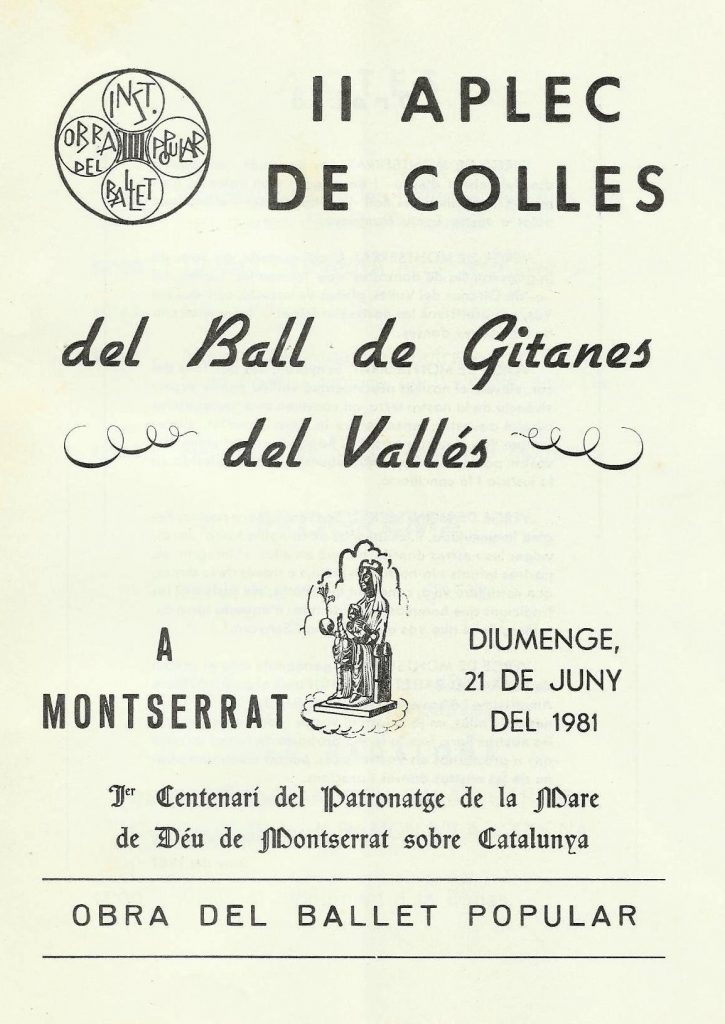 INST.
OBRA
DEL
POPULAR
BALLET
II APLEC
DE COLLES
del Ball de Gitanes
del Vallés
A
MONTSERRAT
DIUMENGE,
21 DE JUNY
DEL 1981
Ier Centenari del Patronatge de la Mare
de Déu de Montserrat sobre Catalunya
OBRA DEL BALLET POPULAR